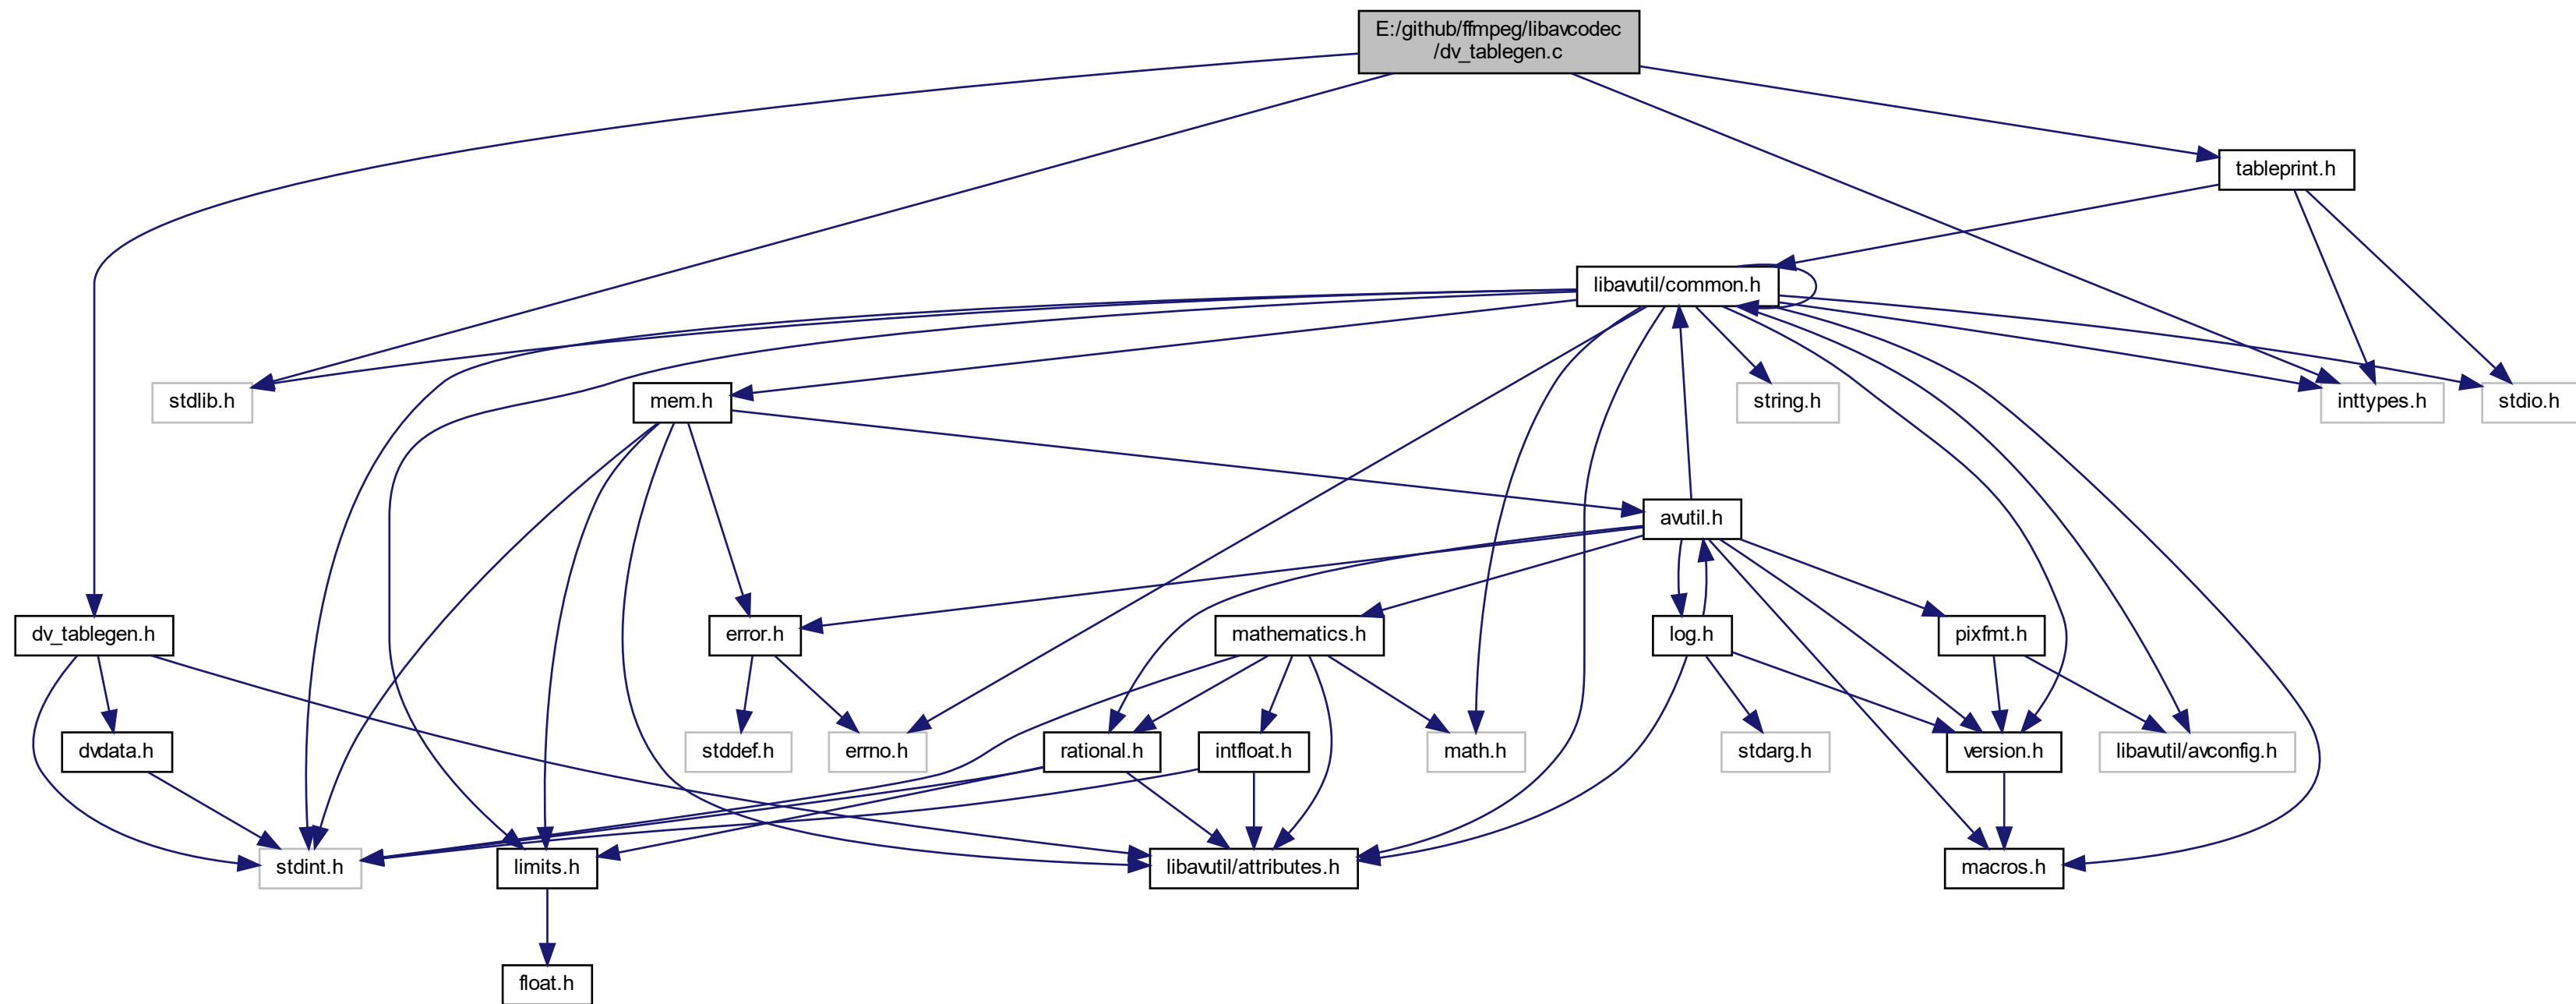 E:/github/ffmpeg/libavcodec
/dv_tablegen.c
tableprint.h
libavutil/common.h
stdlib.h
mem.h
string.h
inttypes.h
stdio.h
avutil.h
dv_tablegen.h
error.h
mathematics.h
log.h
pixfmt.h
dvdata.h
stddef.h
errno.h
rational.h
intfloat.h
math.h
stdarg.h
version.h
libavutil/avconfig.h
stdint.h
limits.h
libavutil/attributes.h
macros.h
float.h